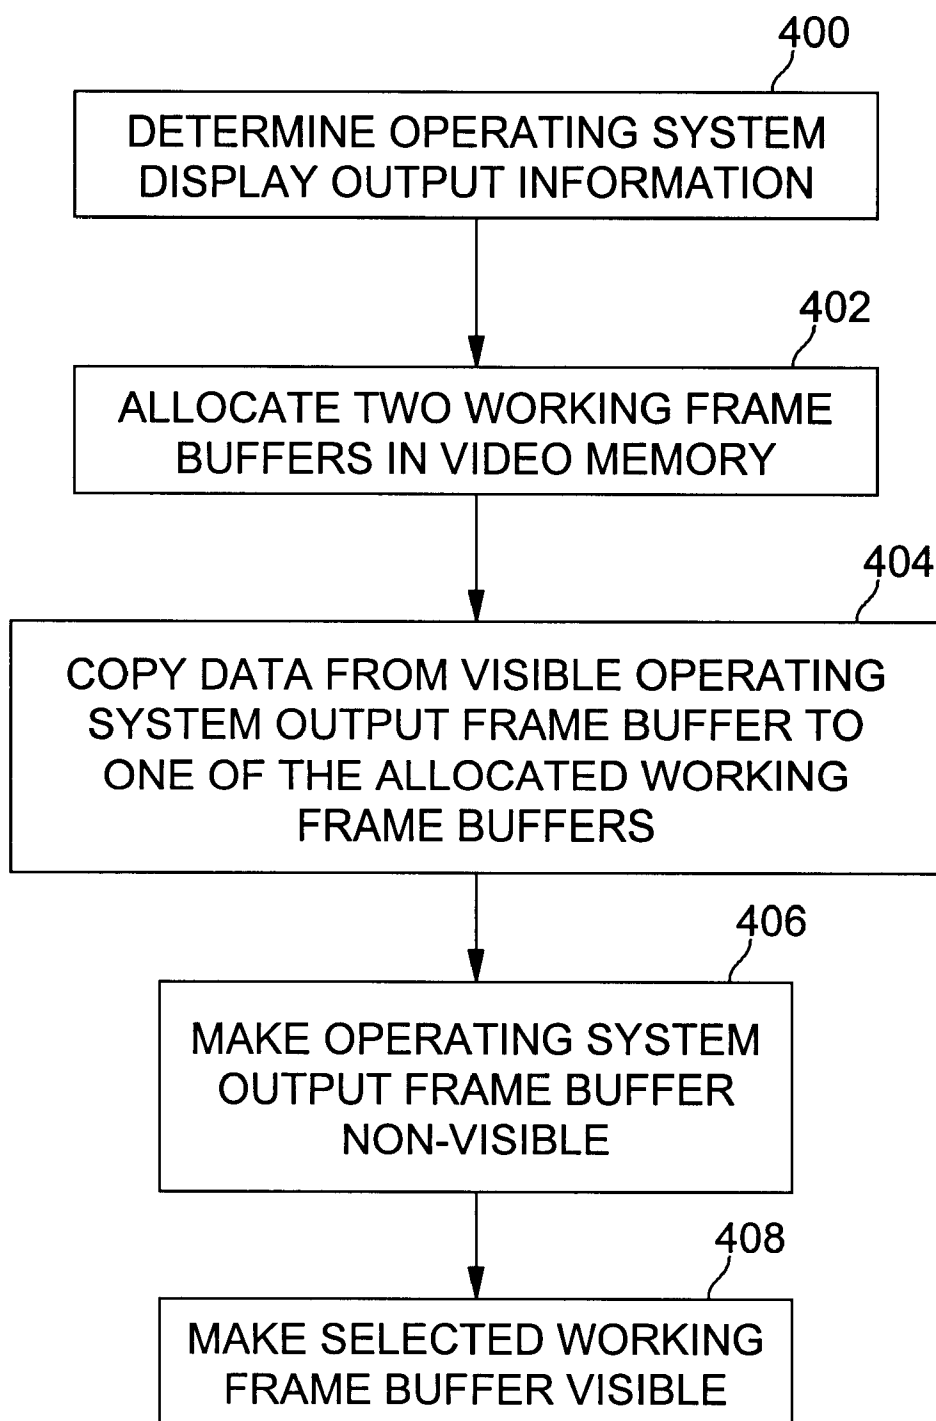 400
DETERMINE OPERATING SYSTEM
DISPLAY OUTPUT INFORMATION
402
ALLOCATE TWO WORKING FRAME
BUFFERS IN VIDEO MEMORY
404
COPY DATA FROM VISIBLE OPERATING
SYSTEM OUTPUT FRAME BUFFER TO
ONE OF THE ALLOCATED WORKING
FRAME BUFFERS
406
MAKE OPERATING SYSTEM
OUTPUT FRAME BUFFER
NON-VISIBLE
408
MAKE SELECTED WORKING
FRAME BUFFER VISIBLE